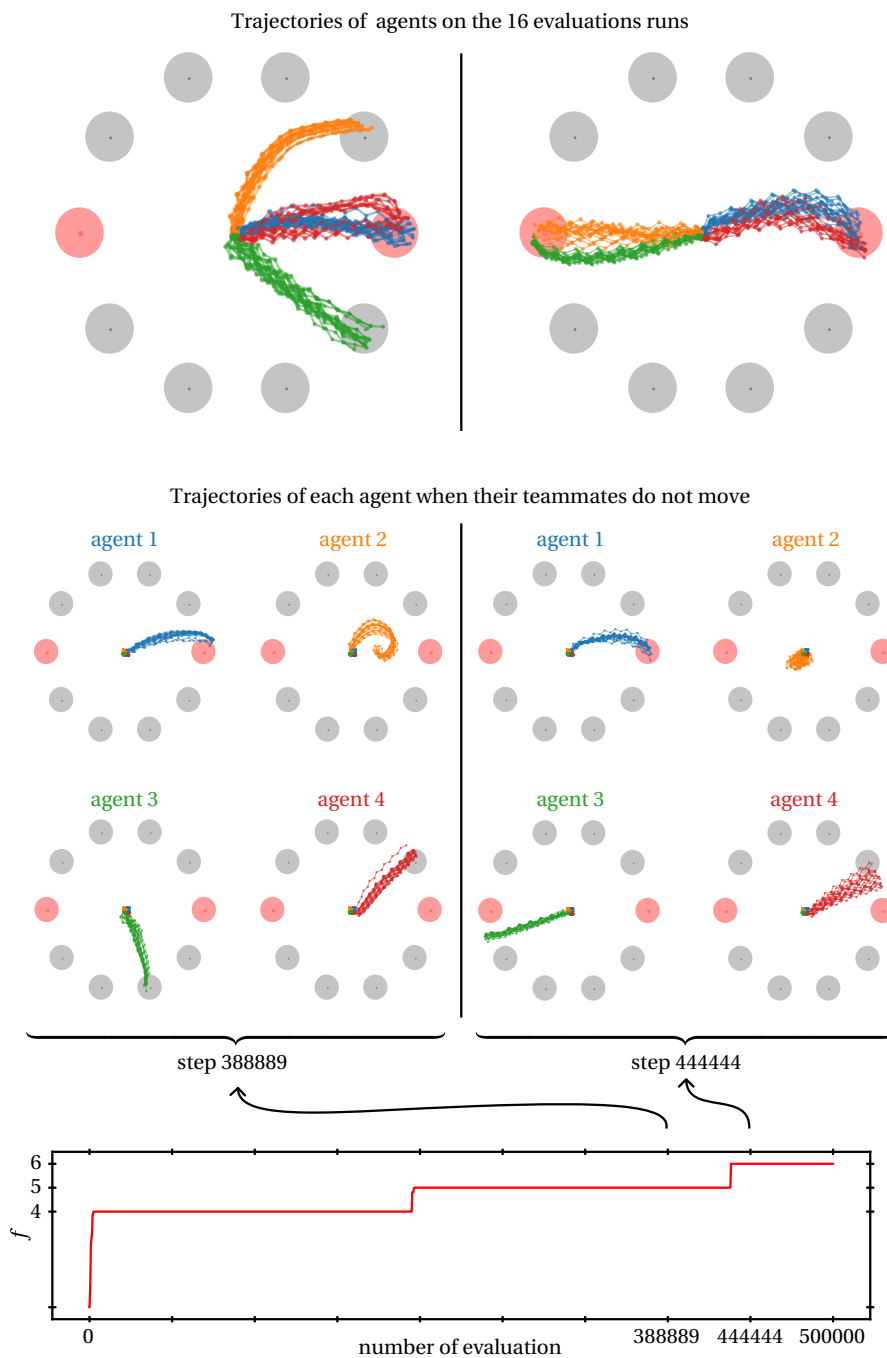 Trajectories of agents on the 16 evaluations runs
Trajectories of each agent when their teammates do not move
agent 1
agent 2
agent 1
agent 2
agent 3
agent 4
agent 3
agent 4
step 388889
step 444444
6
5
4
f
0
388889
444444
500000
number of evaluation